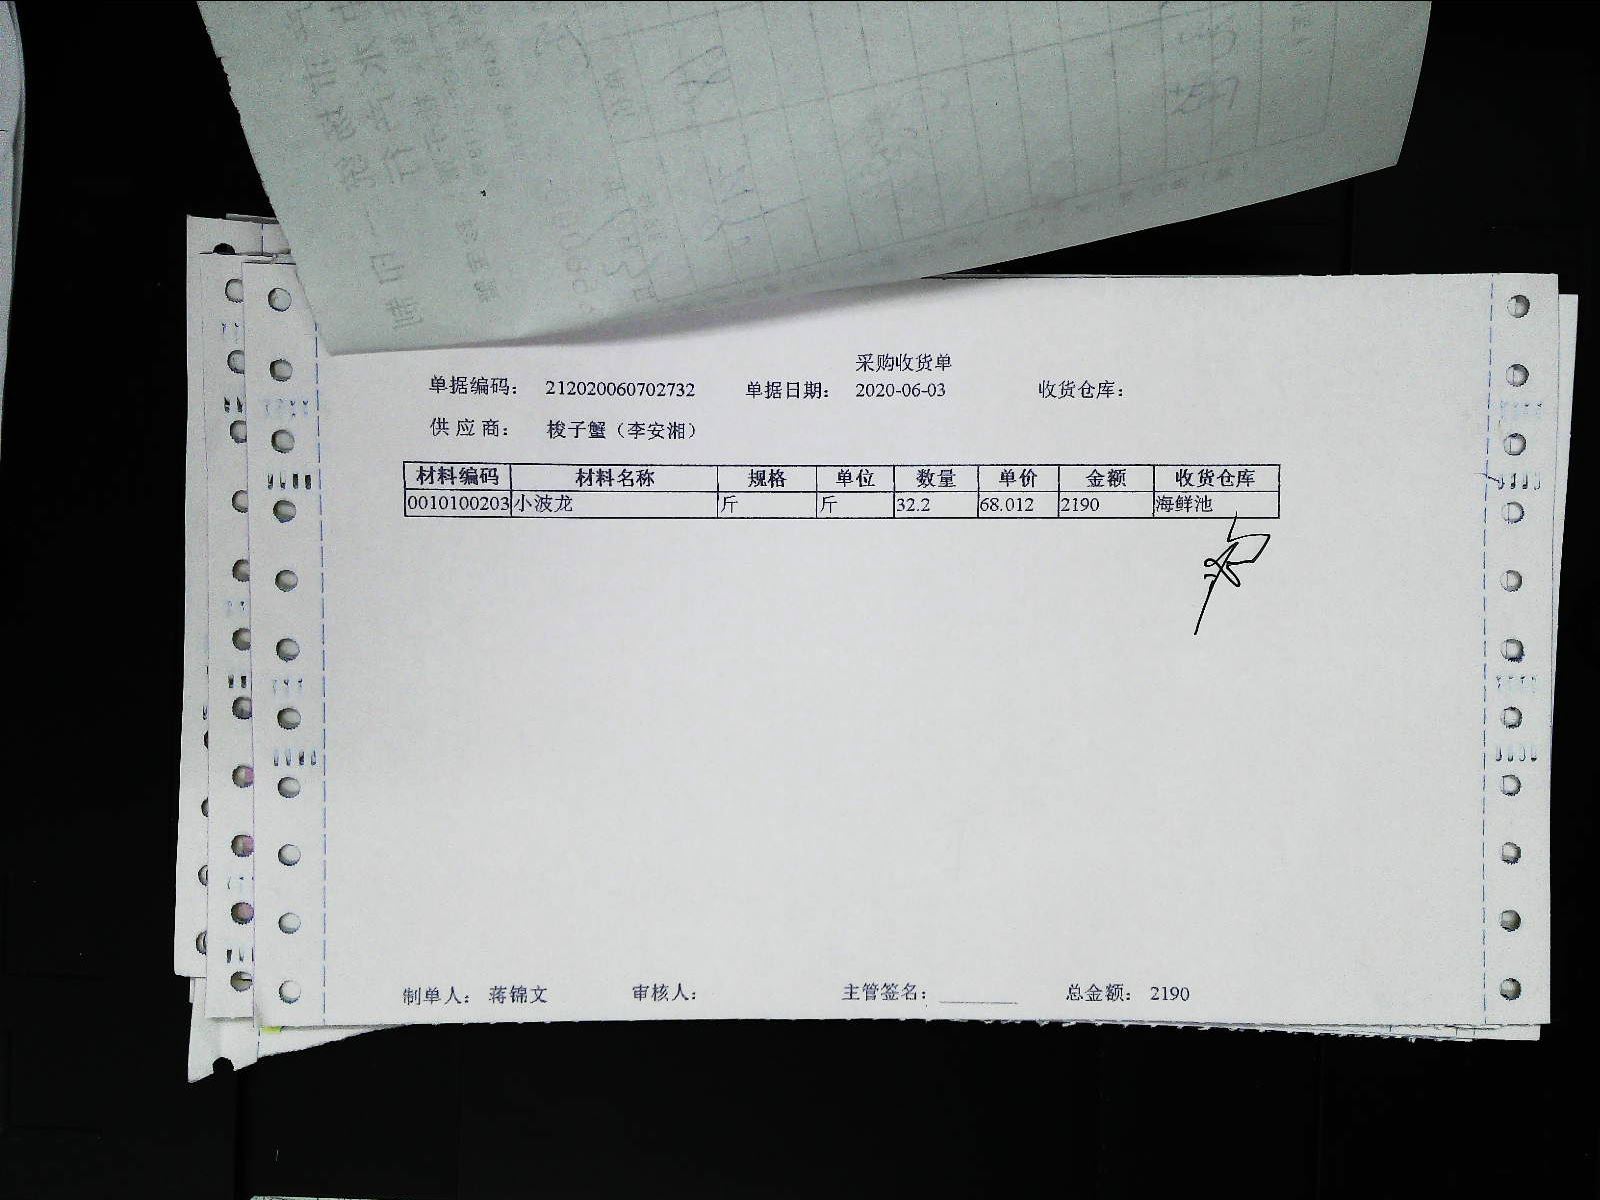 采购收货单
单据编码： 212020060702732 单据日期： 2020-06-03 收货仓库：
供应商： 梭子蟹（李安湘）
材料编码 材料名称 规格 单位 数量 单价 金额 收货仓库
0010100203 小波龙 斤 斤 32.2 68.012 2190 海鲜池
制单人： 蒋锦文 审核人： 主管签名： 总金额： 2190